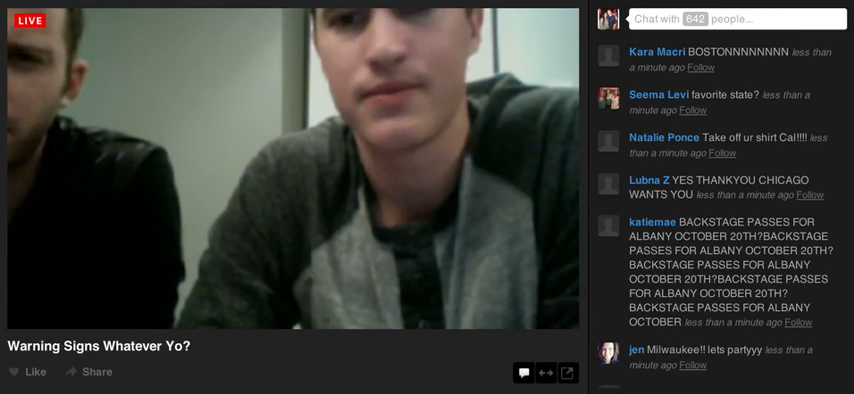 LIVE
Warning Signs Whatever Yo?
Like Share
Chat with 642 people...
Kara Macri BOSTONNNNNNNN less than
a minute ago Follow
Seema Levi favorite state? less than a
minute ago Follow
Natalie Ponce Take off ur shirt Cal!!!! less
than a minute ago Follow
Lubna Z YES THANKYOU CHICAGO
WANTS YOU less than a minute ago Follow
katiemae BACKSTAGE PASSES FOR
ALBANY OCTOBER 20TH?BACKSTAGE
PASSES FOR ALBANY OCTOBER 20TH?
BACKSTAGE PASSES FOR ALBANY
OCTOBER 20TH?BACKSTAGE PASSES
FOR ALBANY OCTOBER 20TH?
BACKSTAGE PASSES FOR ALBANY
OCTOBER less than a minute ago Follow
jen Milwaukee!! lets partyyy less than a
minute ago Follow